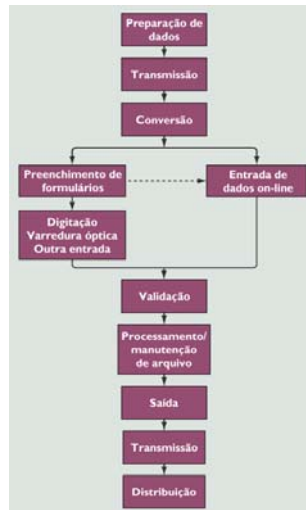 Preparação de
dados
Transmissão
Conversão
Preenchimento de
formulários
Entrada de
dados on-line
Digitação
Varredura óptica
Outra entrada
Validação
Processamento/
manutenção
de arquivo
Saída
Transmissão
Distribuição